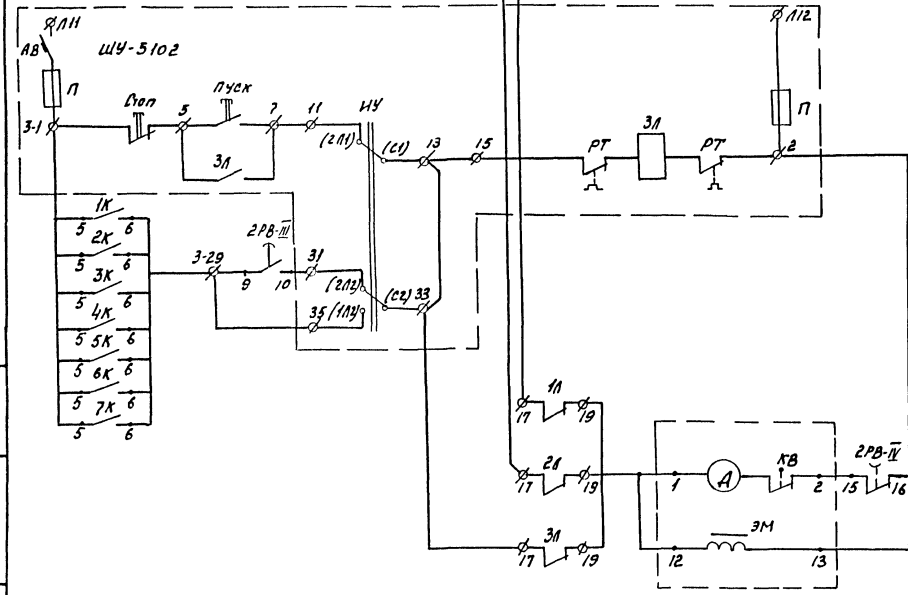 Л11
Л12
АВ
ШУ-5102
П
П
Стоп
Пуск
3-1
5
7
11
ИУ
(2Л1)
(С1)
13
15
РТ
3Л
РТ
2
3Л
1К
5 6
2К
5 6
3К
5 6
4К
5 6
5К
5 6
6К
5 6
7К
5 6
2РВ-III
3-29
9
10
31
(2Л2)
(С2)
33
35
(1Л2)
1Л
17 19
2Л
17 19
3Л
17 19
1
А
КВ
2
15
2РВ-IV
16
ЭМ
12
13